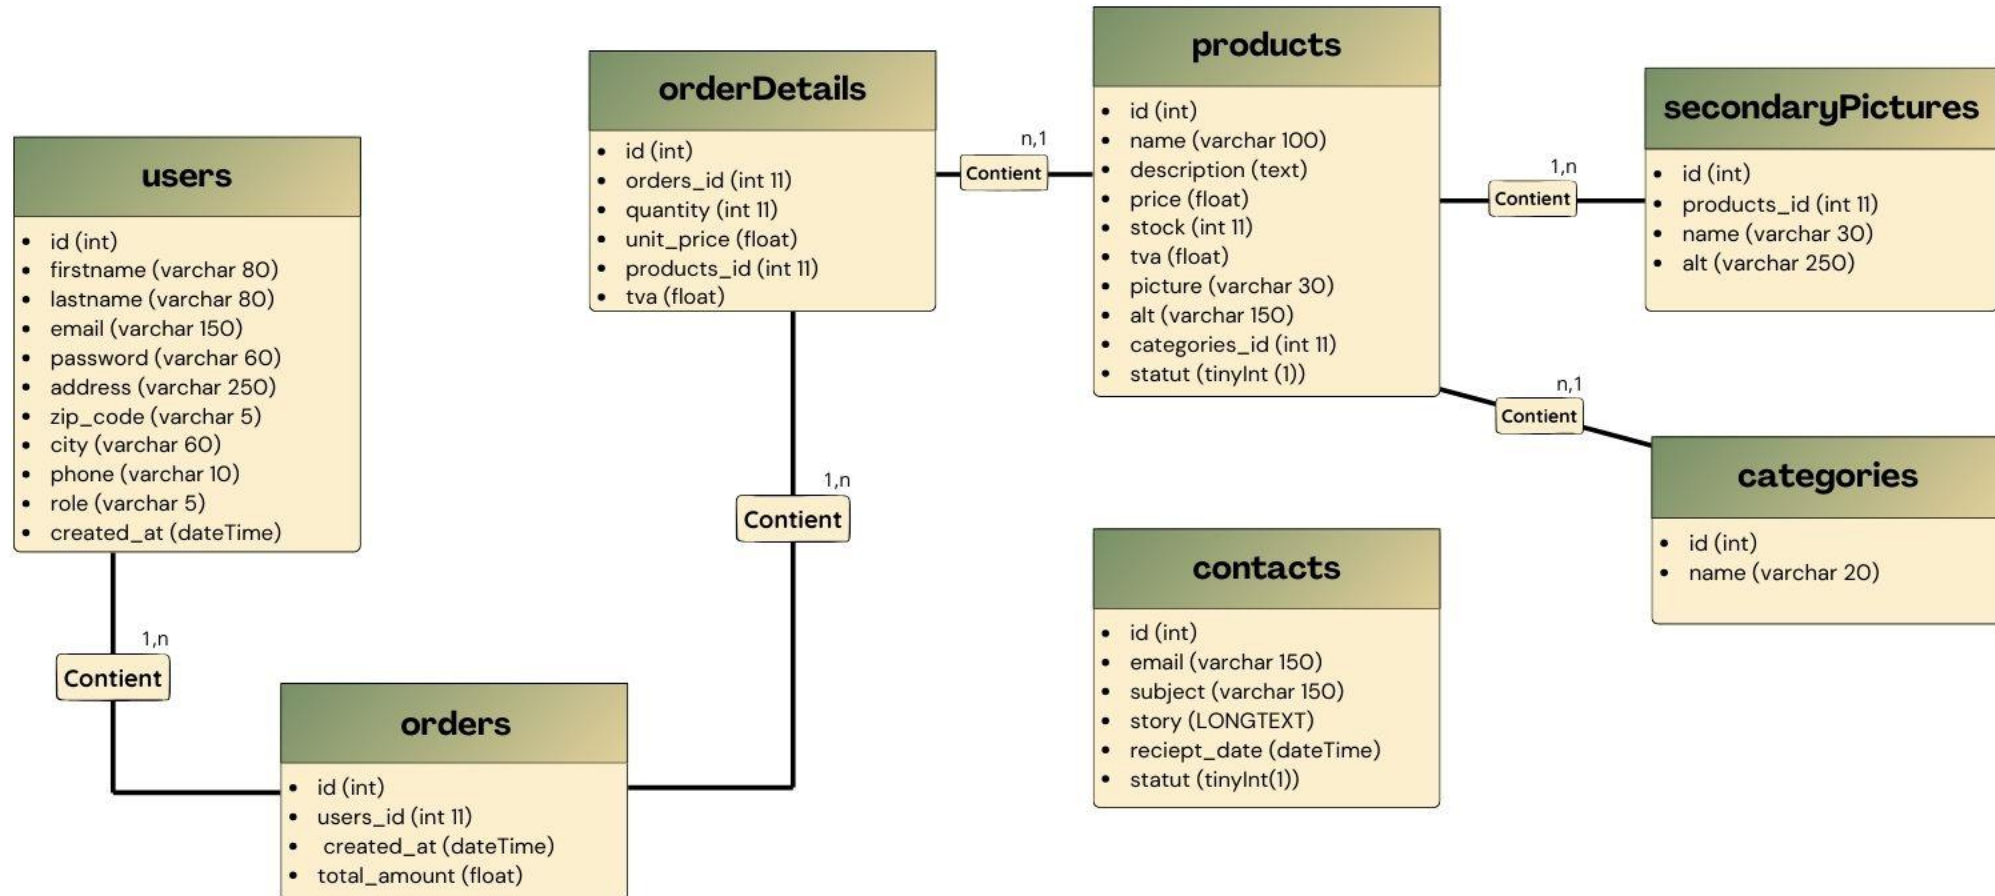 users
id (int)
firstname (varchar 80)
lastname (varchar 80)
email (varchar 150)
password (varchar 60)
address (varchar 250)
zip_code (varchar 5)
city (varchar 60)
phone (varchar 10)
role (varchar 5)
created_at (dateTime)
1,n
Contient
orders
id (int)
users_id (int 11)
created_at (dateTime)
total_amount (float)
orderDetails
id (int)
orders_id (int 11)
quantity (int 11)
unit_price (float)
products_id (int 11)
tva (float)
1,n
Contient
n,1
Contient
products
id (int)
name (varchar 100)
description (text)
price (float)
stock (int 11)
tva (float)
picture (varchar 30)
alt (varchar 150)
categories_id (int 11)
statut (tinyInt (1))
1,n
Contient
secondaryPictures
id (int)
products_id (int 11)
name (varchar 30)
alt (varchar 250)
n,1
Contient
categories
id (int)
name (varchar 20)
contacts
id (int)
email (varchar 150)
subject (varchar 150)
story (LONGTEXT)
reciept_date (dateTime)
statut (tinyInt(1))